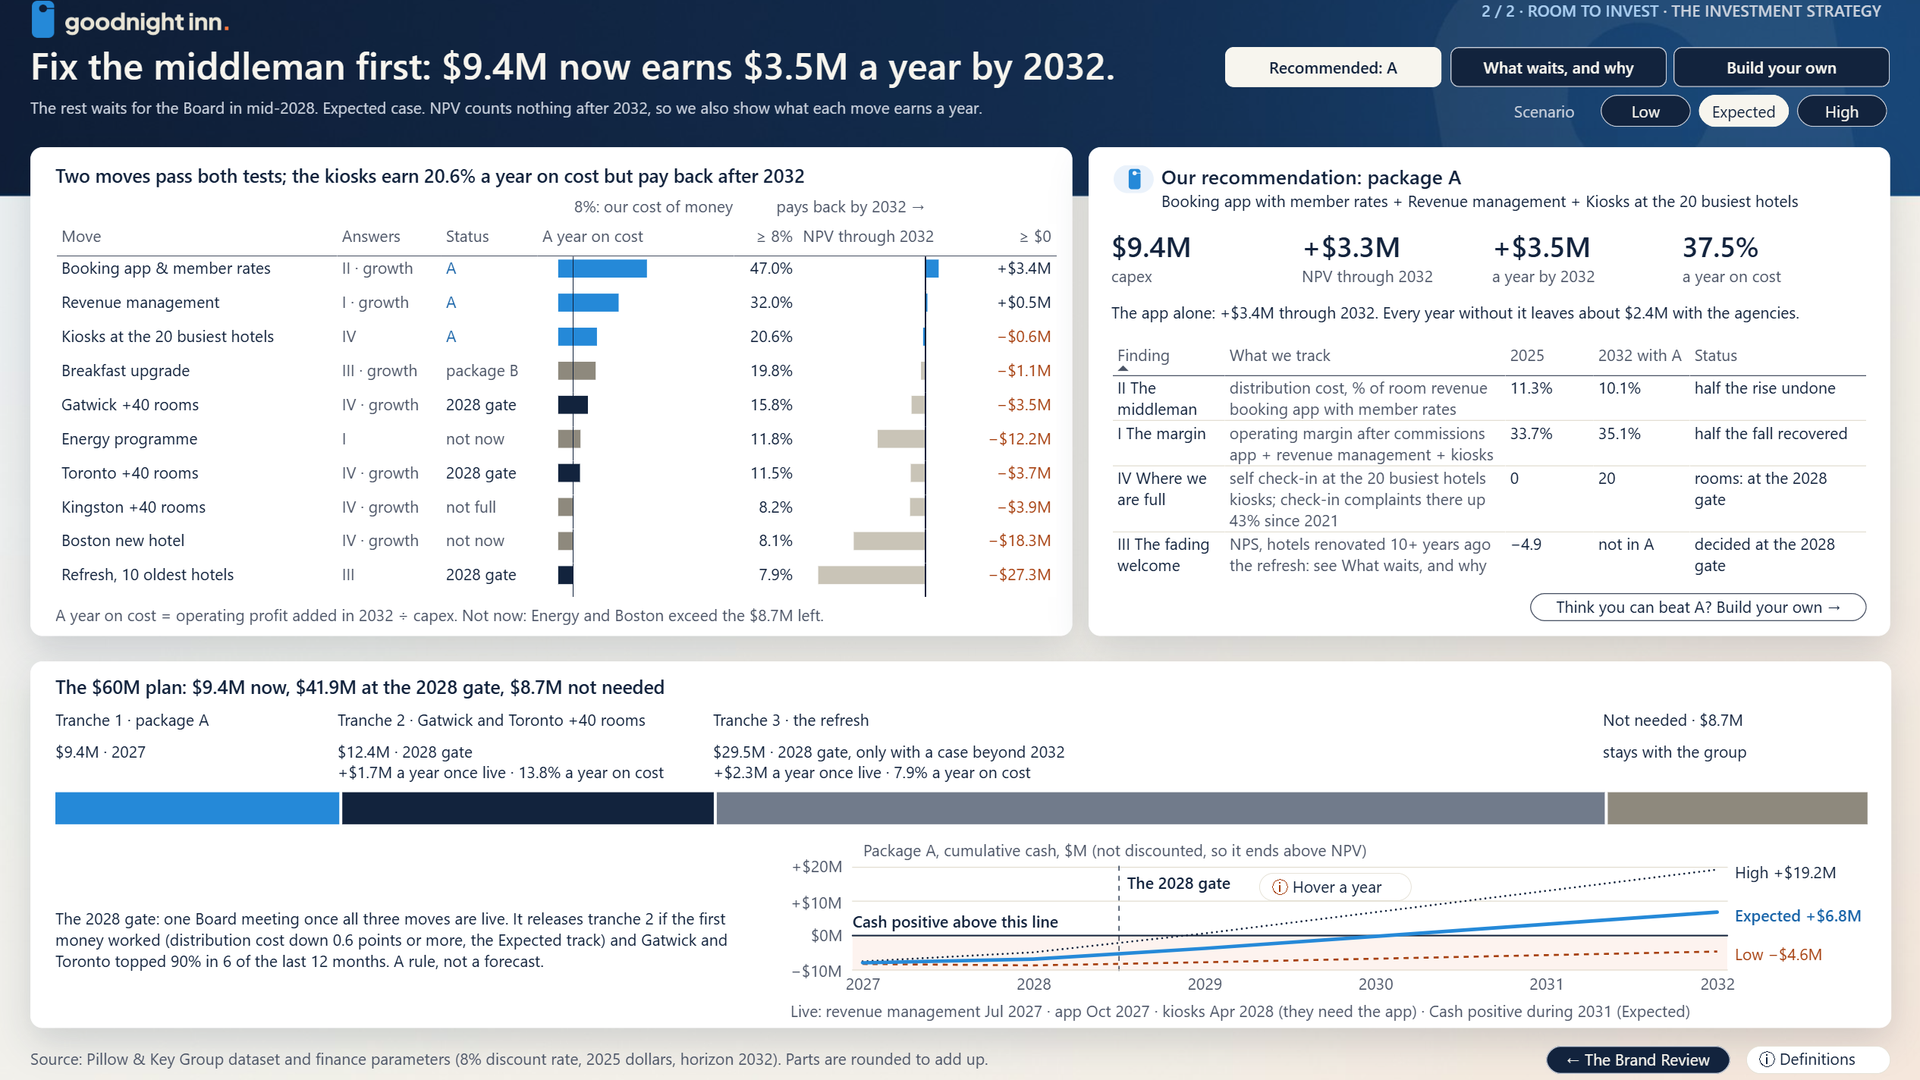 goodnight inn.
2 / 2 · ROOM TO INVEST · THE INVESTMENT STRATEGY
Fix the middleman first: $9.4M now earns $3.5M a year by 2032.
The rest waits for the Board in mid-2028. Expected case. NPV counts nothing after 2032, so we also show what each move earns a year.
Recommended: A
What waits, and why
Build your own
Scenario
Low
Expected
High
Two moves pass both tests; the kiosks earn 20.6% a year on cost but pay back after 2032
8%: our cost of money
pays back by 2032 →
Move Answers Status A year on cost ≥ 8% NPV through 2032 ≥ $0
Booking app & member rates II · growth A 47.0% +$3.4M
Revenue management I · growth A 32.0% +$0.5M
Kiosks at the 20 busiest hotels IV A 20.6% −$0.6M
Breakfast upgrade III · growth package B 19.8% −$1.1M
Gatwick +40 rooms IV · growth 2028 gate 15.8% −$3.5M
Energy programme I not now 11.8% −$12.2M
Toronto +40 rooms IV · growth 2028 gate 11.5% −$3.7M
Kingston +40 rooms IV · growth not full 8.2% −$3.9M
Boston new hotel IV · growth not now 8.1% −$18.3M
Refresh, 10 oldest hotels III 2028 gate 7.9% −$27.3M
A year on cost = operating profit added in 2032 ÷ capex. Not now: Energy and Boston exceed the $8.7M left.
Our recommendation: package A
Booking app with member rates + Revenue management + Kiosks at the 20 busiest hotels
$9.4M +$3.3M +$3.5M 37.5%
capex NPV through 2032 a year by 2032 a year on cost
The app alone: +$3.4M through 2032. Every year without it leaves about $2.4M with the agencies.
Finding What we track 2025 2032 with A Status
II The distribution cost, % of room revenue 11.3% 10.1% half the rise undone
middleman booking app with member rates
I The margin operating margin after commissions 33.7% 35.1% half the fall recovered
app + revenue management + kiosks
IV Where we self check-in at the 20 busiest hotels 0 20 rooms: at the 2028
are full kiosks; check-in complaints there up gate
43% since 2021
III The fading NPS, hotels renovated 10+ years ago −4.9 not in A decided at the 2028
welcome the refresh: see What waits, and why gate
Think you can beat A? Build your own →
The $60M plan: $9.4M now, $41.9M at the 2028 gate, $8.7M not needed
Tranche 1 · package A
$9.4M · 2027
Tranche 2 · Gatwick and Toronto +40 rooms
$12.4M · 2028 gate
+$1.7M a year once live · 13.8% a year on cost
Tranche 3 · the refresh
$29.5M · 2028 gate, only with a case beyond 2032
+$2.3M a year once live · 7.9% a year on cost
Not needed · $8.7M
stays with the group
The 2028 gate: one Board meeting once all three moves are live. It releases tranche 2 if the first
money worked (distribution cost down 0.6 points or more, the Expected track) and Gatwick and
Toronto topped 90% in 6 of the last 12 months. A rule, not a forecast.
Package A, cumulative cash, $M (not discounted, so it ends above NPV)
+$20M
+$10M
$0M
−$10M
The 2028 gate
ⓘ Hover a year
Cash positive above this line
High +$19.2M
Expected +$6.8M
Low −$4.6M
2027 2028 2029 2030 2031 2032
Live: revenue management Jul 2027 · app Oct 2027 · kiosks Apr 2028 (they need the app) · Cash positive during 2031 (Expected)
Source: Pillow & Key Group dataset and finance parameters (8% discount rate, 2025 dollars, horizon 2032). Parts are rounded to add up.
← The Brand Review
ⓘ Definitions